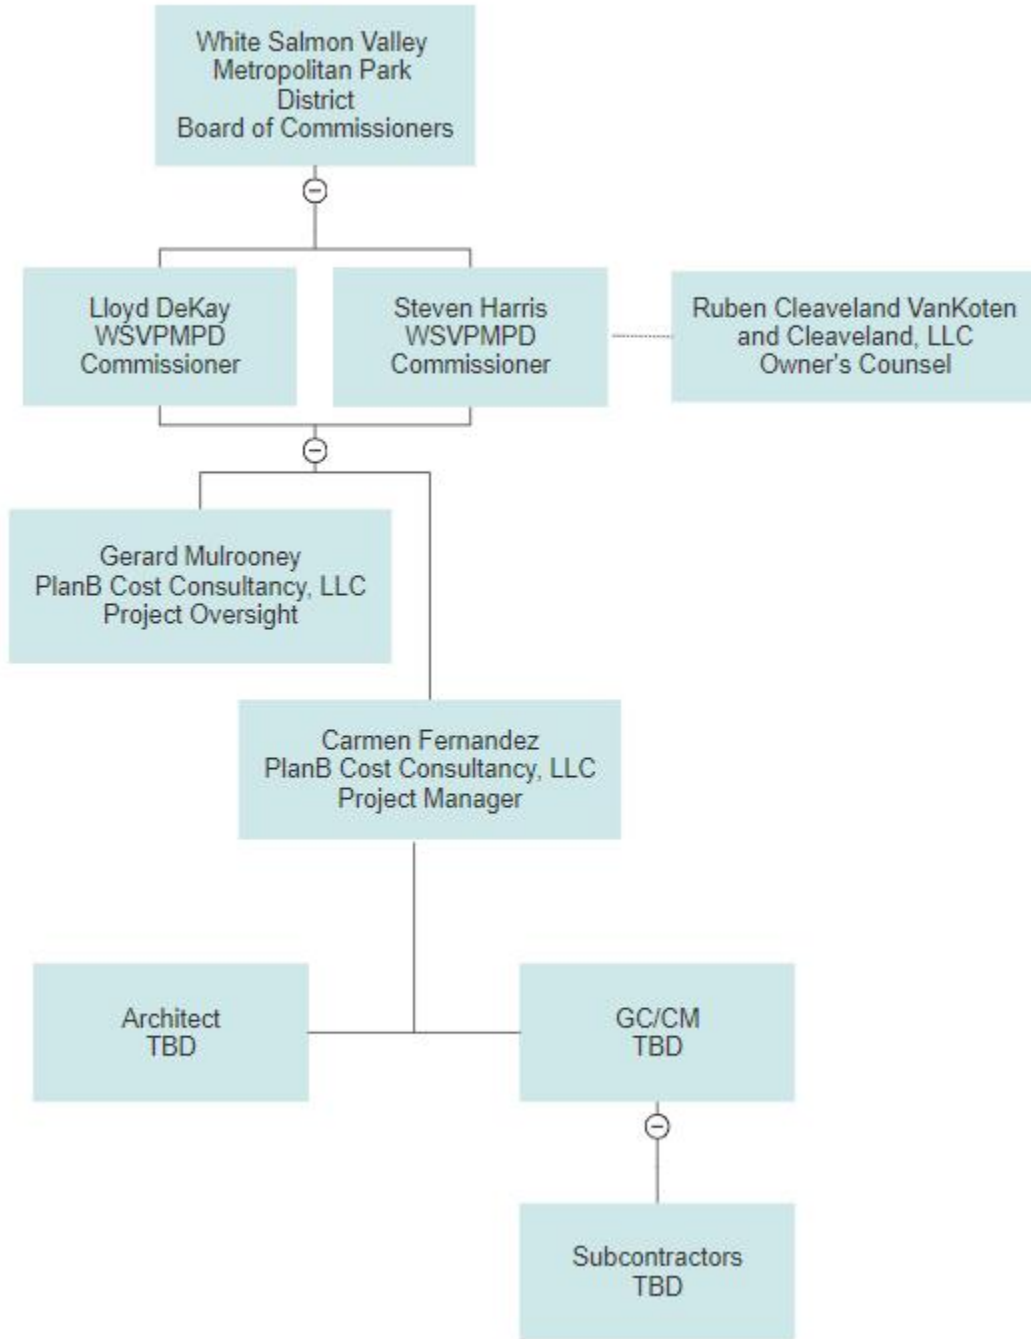 White Salmon Valley
Metropolitan Park
District
Board of Commissioners
Lloyd DeKay
WSVPMPD
Commissioner
Steven Harris
WSVPMPD
Commissioner
Ruben Cleaveland VanKoten
and Cleaveland, LLC
Owner's Counsel
Gerard Mulrooney
PlanB Cost Consultancy, LLC
Project Oversight
Carmen Fernandez
PlanB Cost Consultancy, LLC
Project Manager
Architect
TBD
GC/CM
TBD
Subcontractors
TBD